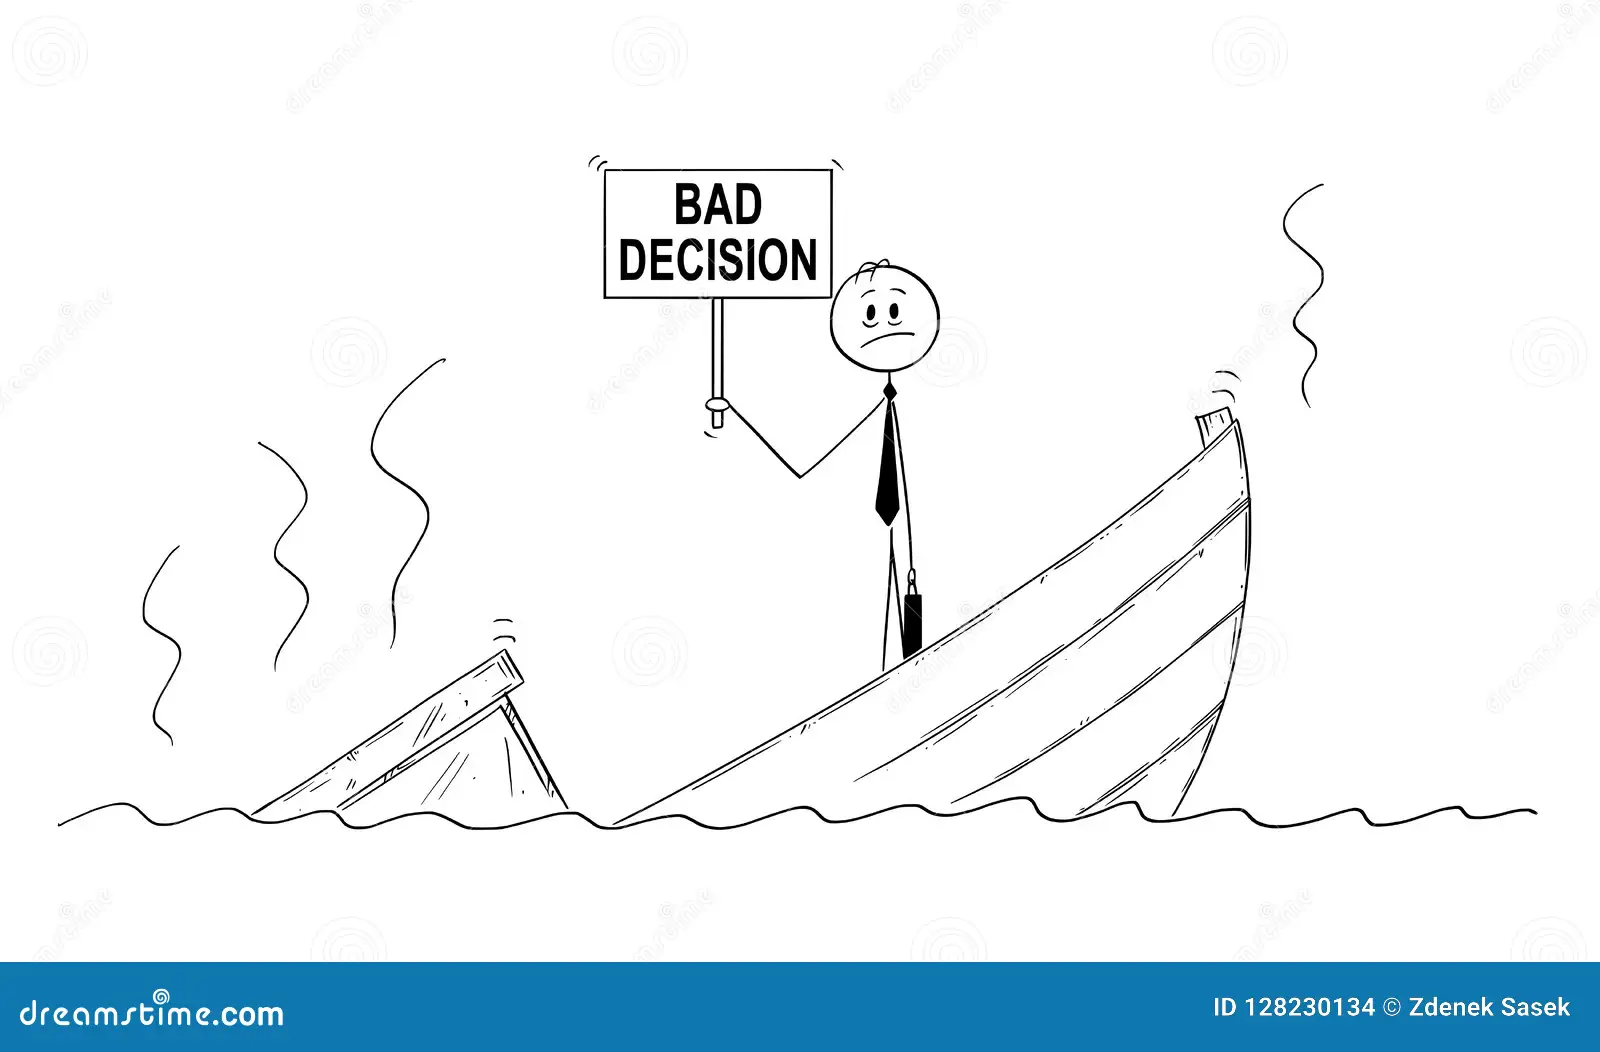 BAD
DECISION
dreamstime.com
ID 128230134 © Zdenek Sasek